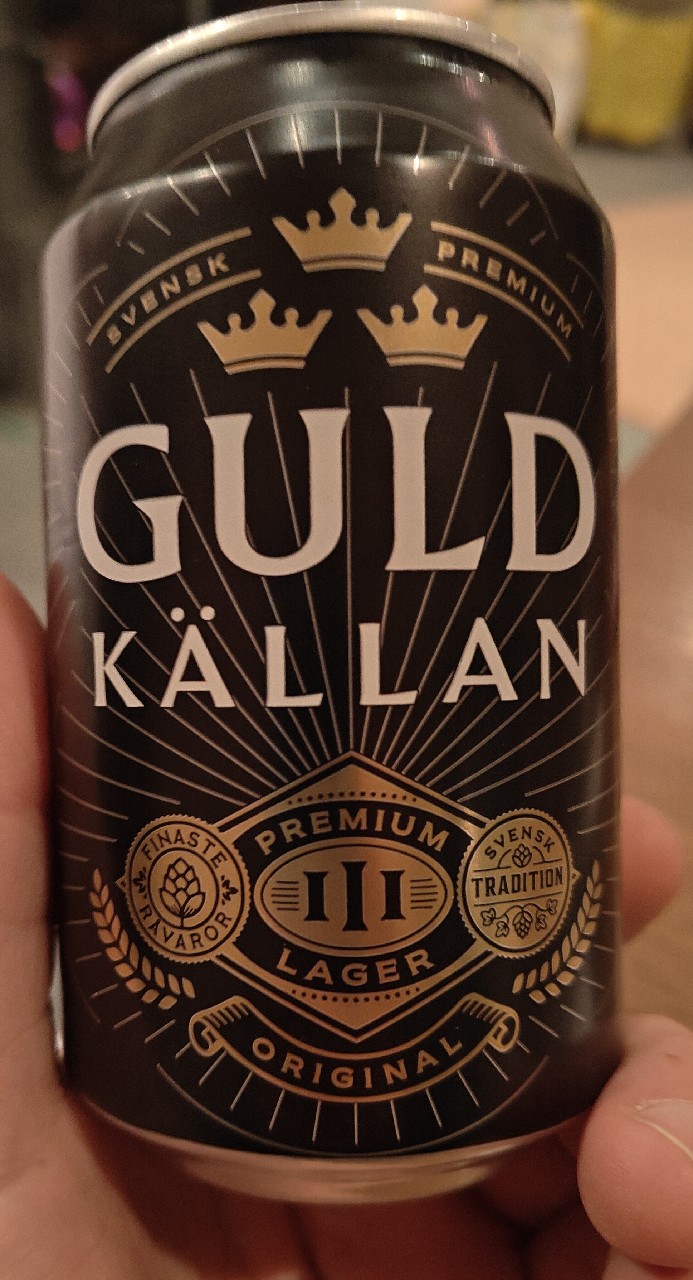 SVENSK PREMIUM
GULD
KÄLLAN
PREMIUM
III
LAGER
FINASTE
RÅVAROR
SVENSK
TRADITION
ORIGINAL